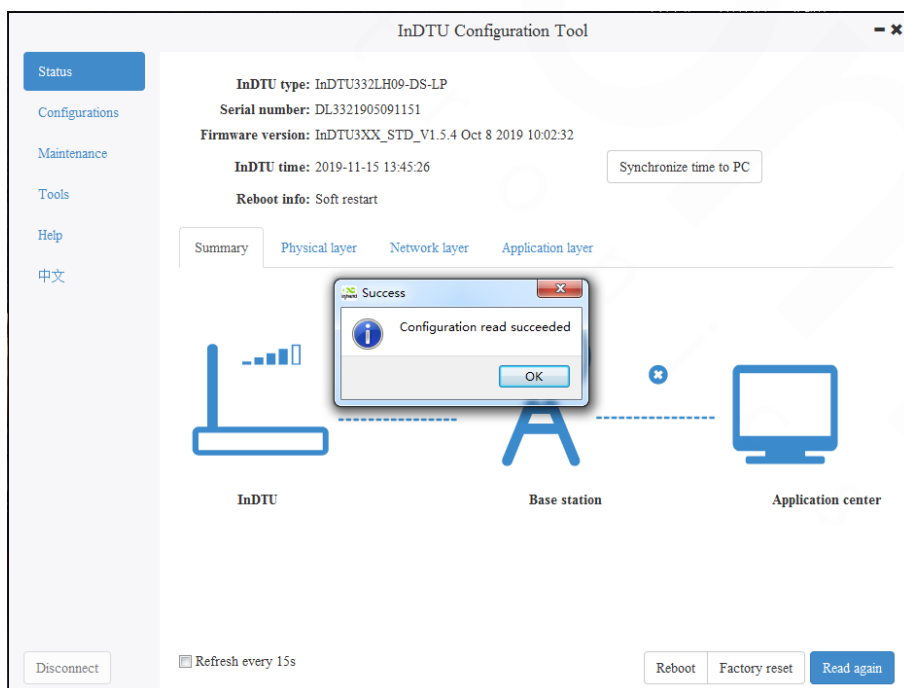 InDTU Configuration Tool
Status
Configurations
Maintenance
Tools
Help
中文
InDTU type: InDTU332LH09-DS-LP
Serial number: DL3321905091151
Firmware version: InDTU3XX_STD_V1.5.4 Oct 8 2019 10:02:32
InDTU time: 2019-11-15 13:45:26
Synchronize time to PC
Reboot info: Soft restart
Summary Physical layer Network layer Application layer
Success
Configuration read succeeded
OK
InDTU Base station Application center
Disconnect
Refresh every 15s
Reboot Factory reset Read again